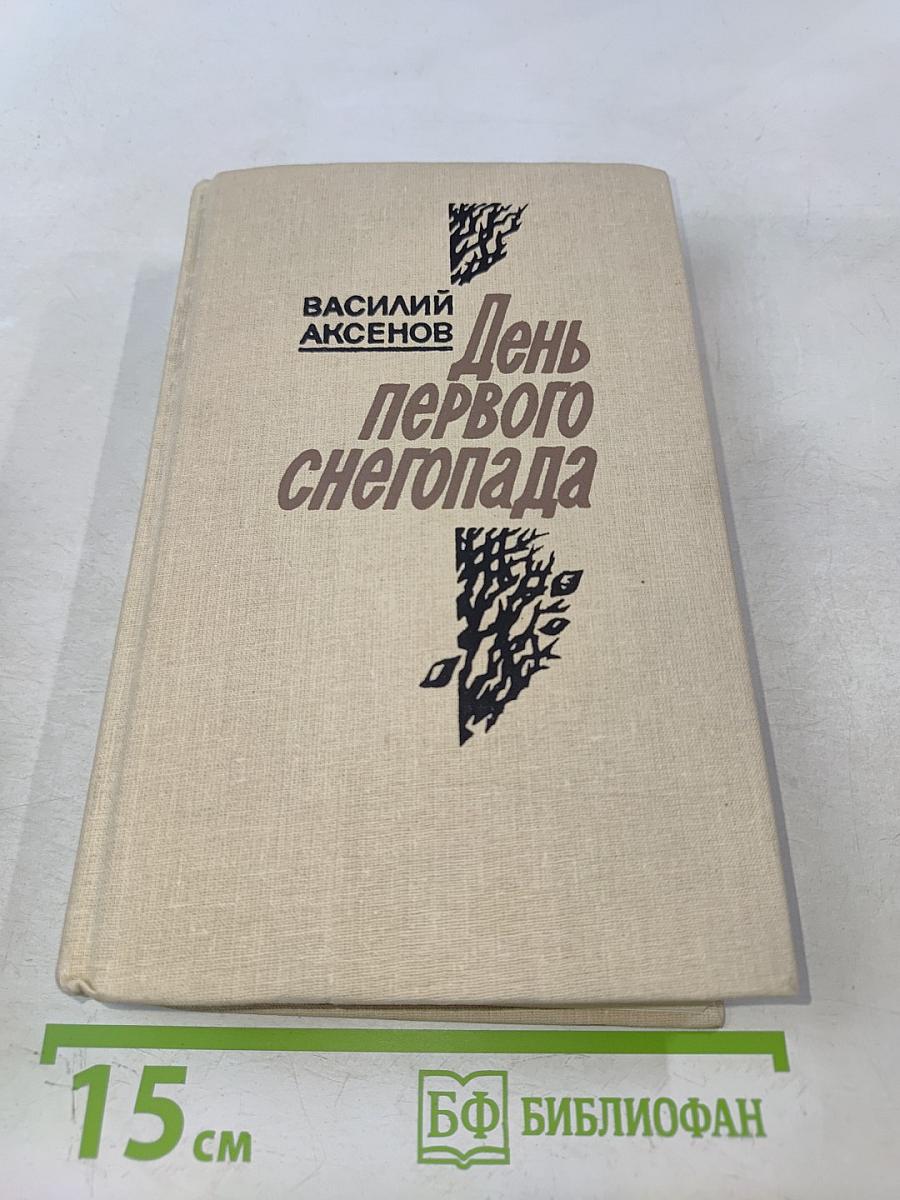 ВАСИЛИЙ
АКСЕНОВ
День
первого
снегопада
15 см
БФ БИБЛИОФАН